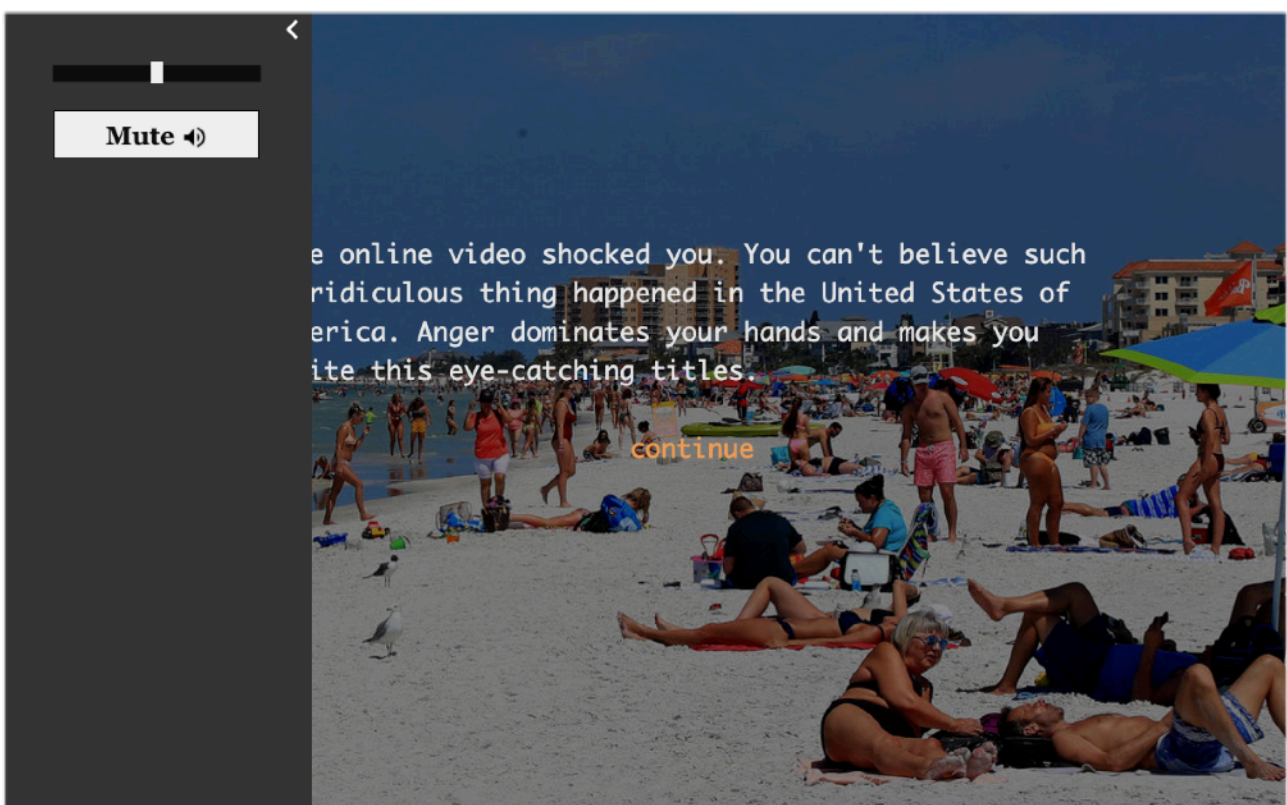 Mute
e online video shocked you. You can't believe such
ridiculous thing happened in the United States of
erica. Anger dominates your hands and makes you
ite this eye-catching titles.
continue